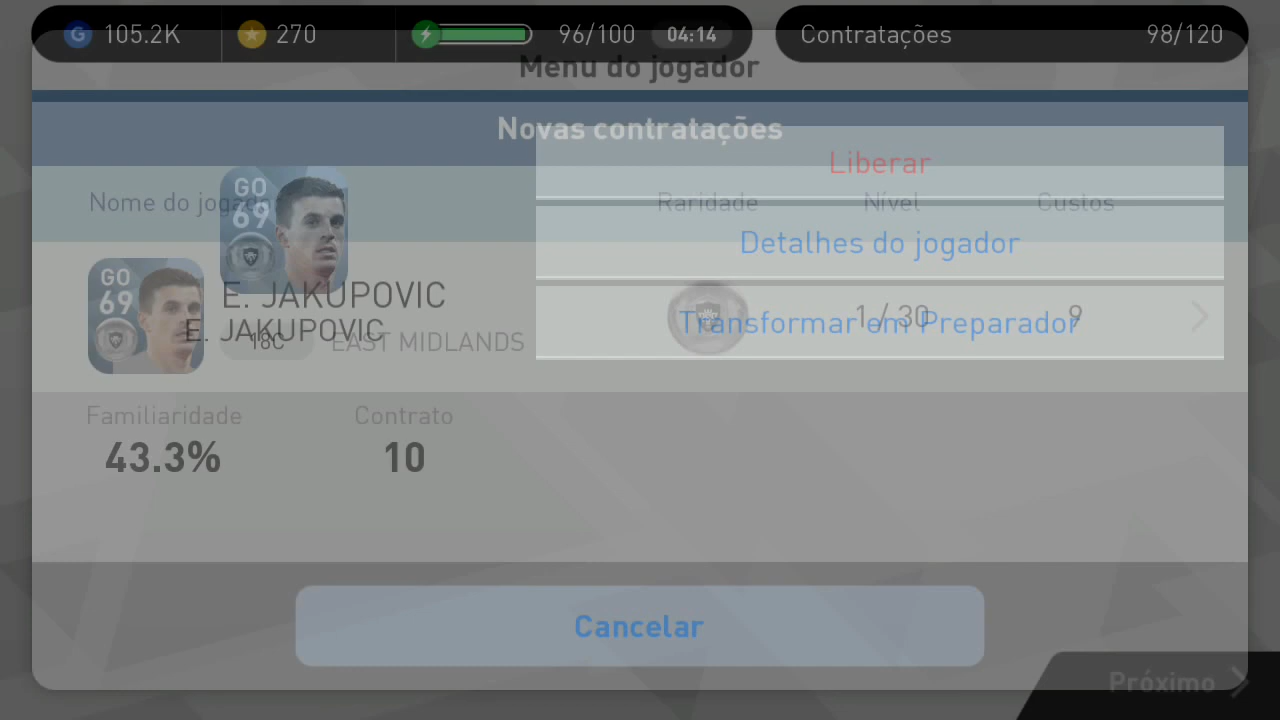 105.2K 270 96/100 04:14 Contratações 98/120
Menu do jogador
Novas contratações
Liberar
Nome do jogador Raridade Nível Custos
GO
69
Detalhes do jogador
GO
69
E. JAKUPOVIC
Transformar em Preparador
1 / 30 9
E. JAKUPOVIC
18C EAST MIDLANDS
Familiaridade Contrato
43.3% 10
Cancelar
Próximo